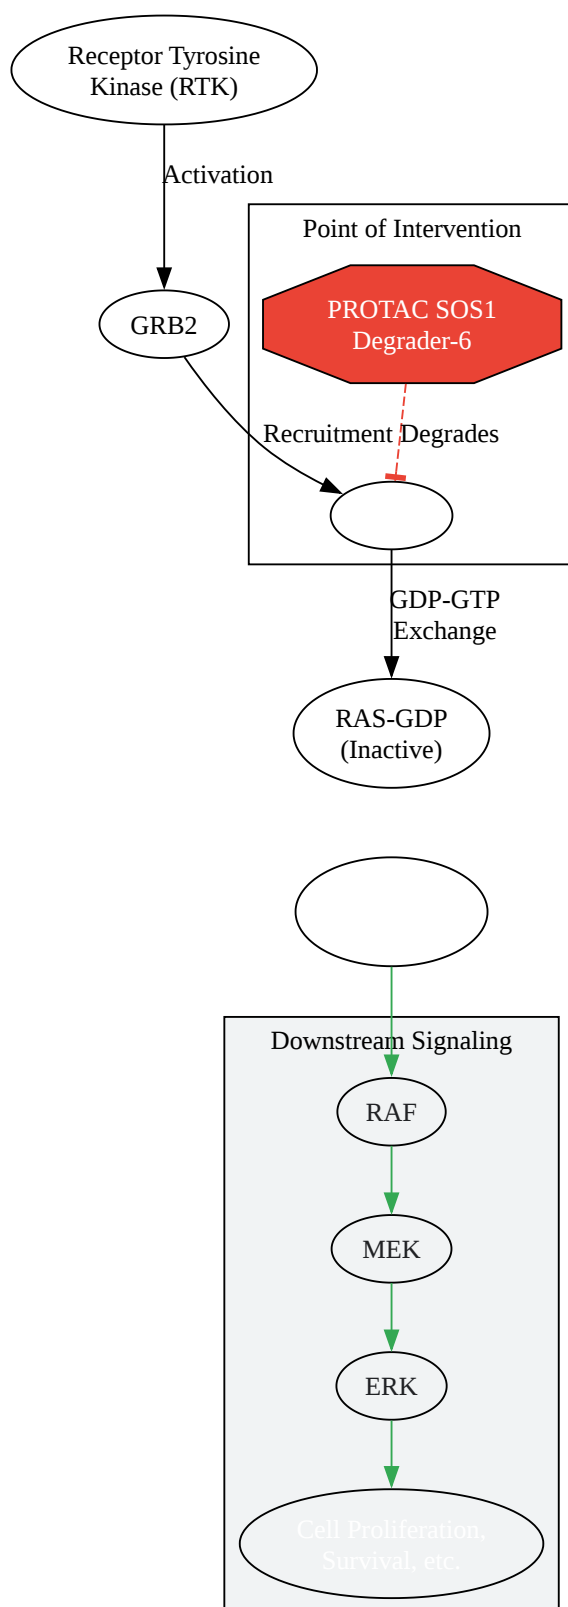 Receptor Tyrosine
Kinase (RTK)
Activation
Point of Intervention
GRB2
PROTAC SOS1
Degrader-6
Recruitment
Degrades
GDP-GTP
Exchange
RAS-GDP
(Inactive)
Downstream Signaling
RAF
MEK
ERK
Cell Proliferation,
Survival, etc.